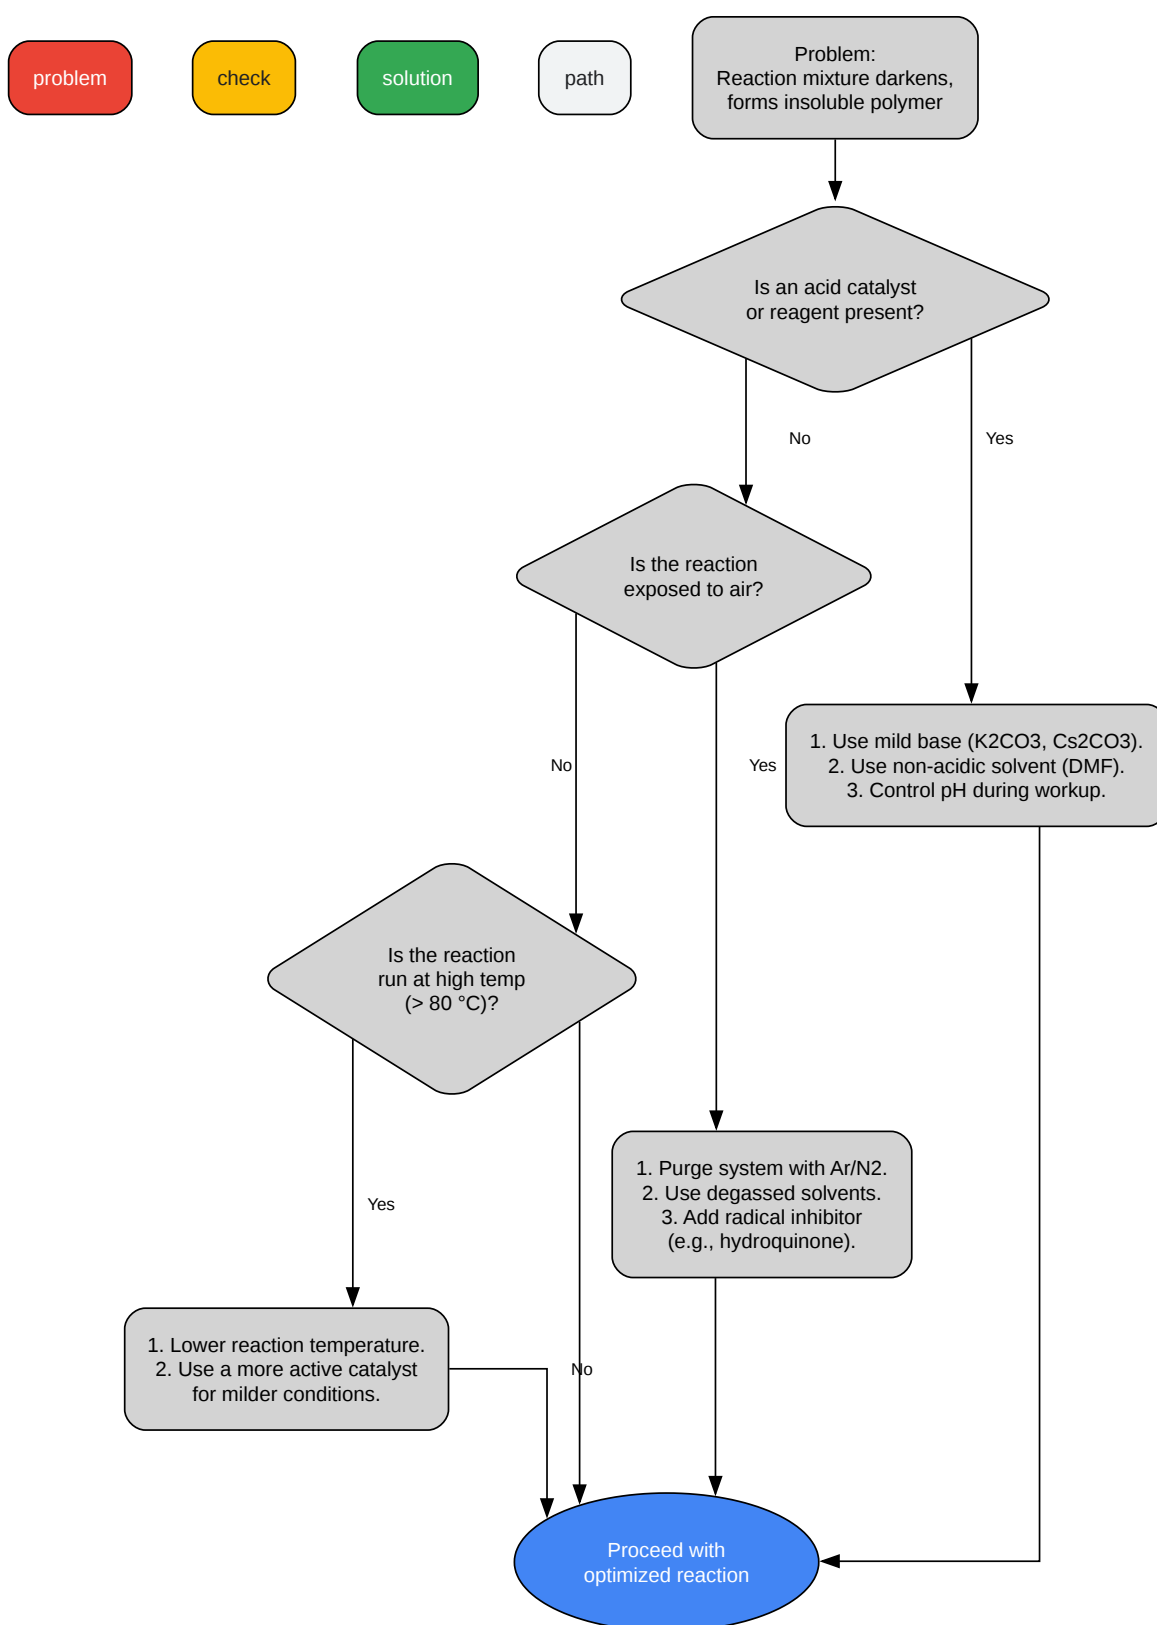 problem
check
solution
path
Problem:
Reaction mixture darkens,
forms insoluble polymer
Is an acid catalyst
or reagent present?
No
Yes
Is the reaction
exposed to air?
No
Yes
1. Use mild base (K2CO3, Cs2CO3).
2. Use non-acidic solvent (DMF).
3. Control pH during workup.
Is the reaction
run at high temp
(> 80 °C)?
Yes
1. Purge system with Ar/N2.
2. Use degassed solvents.
3. Add radical inhibitor
(e.g., hydroquinone).
1. Lower reaction temperature.
2. Use a more active catalyst
for milder conditions.
No
Proceed with
optimized reaction